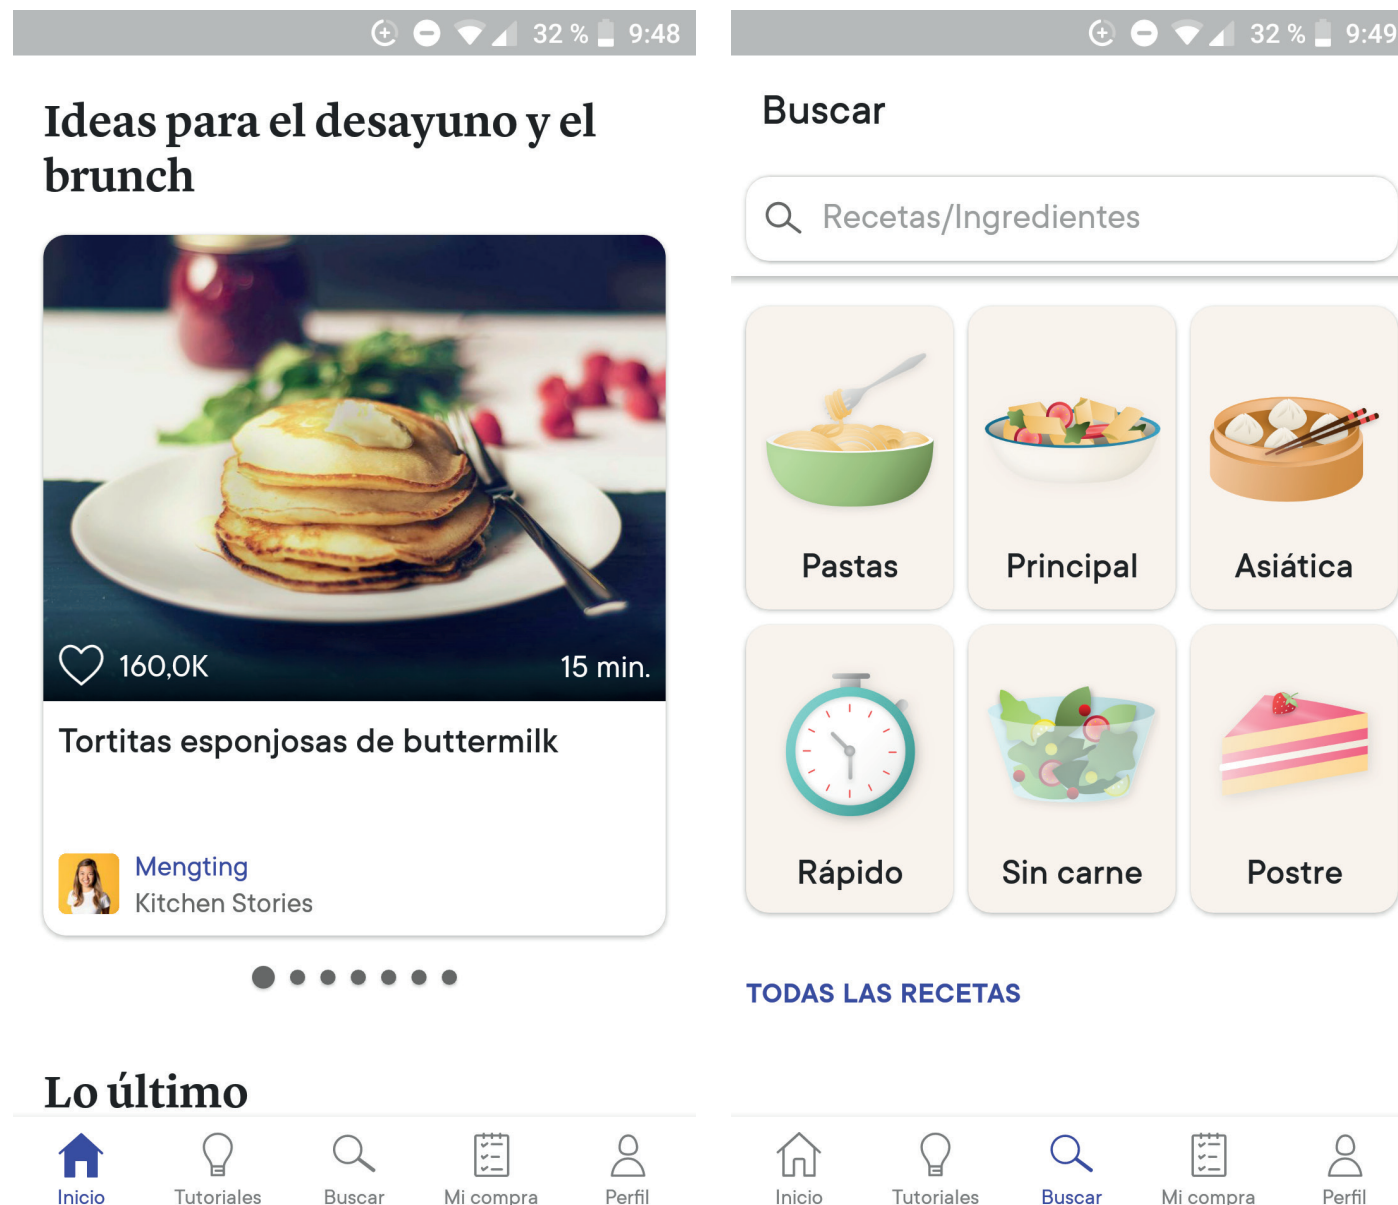 32 % 9:48
Ideas para el desayuno y el
brunch
160,0K
15 min.
Tortitas esponjosas de buttermilk
Mengting
Kitchen Stories
Lo último
Inicio
Tutoriales
Buscar
Mi compra
Perfil
32 % 9:49
Buscar
Recetas/Ingredientes
Pastas
Principal
Asiática
Rápido
Sin carne
Postre
TODAS LAS RECETAS
Inicio
Tutoriales
Buscar
Mi compra
Perfil